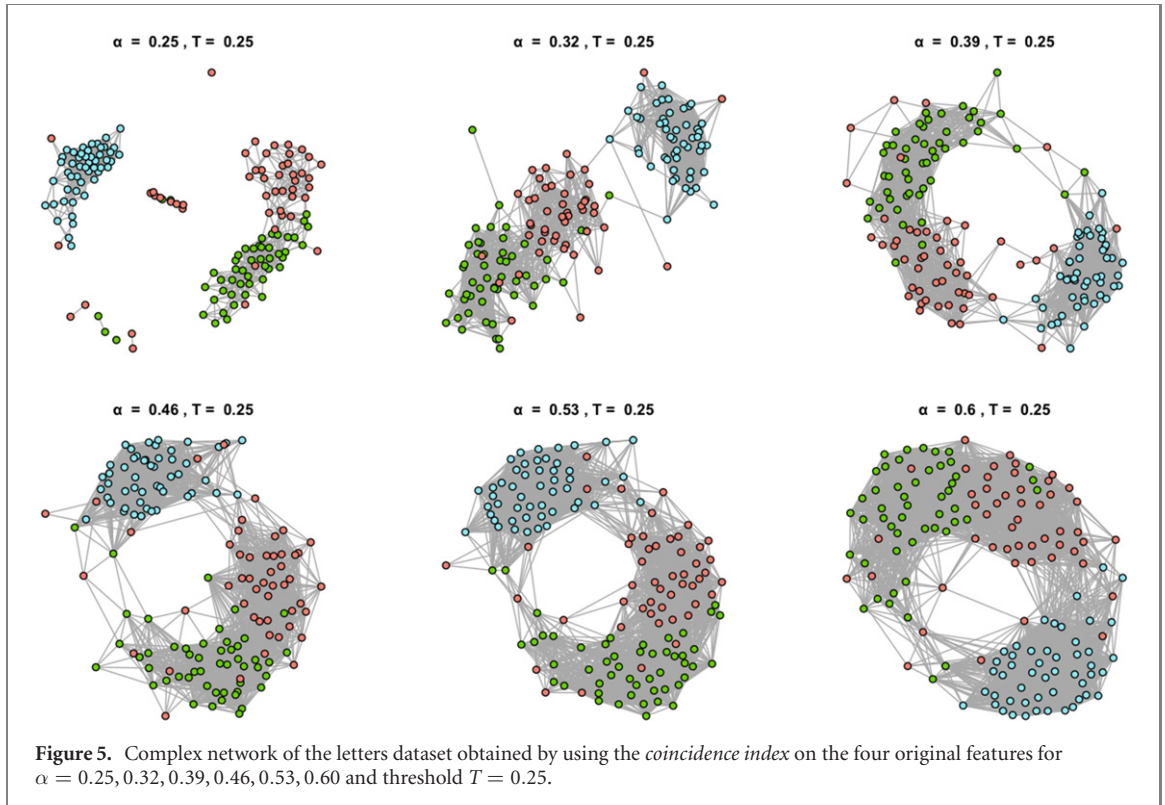 α = 0.25 , T = 0.25
α = 0.32 , T = 0.25
α = 0.39 , T = 0.25
α = 0.46 , T = 0.25
α = 0.53 , T = 0.25
α = 0.6 , T = 0.25
Figure 5. Complex network of the letters dataset obtained by using the coincidence index on the four original features for
α = 0.25, 0.32, 0.39, 0.46, 0.53, 0.60 and threshold T = 0.25.